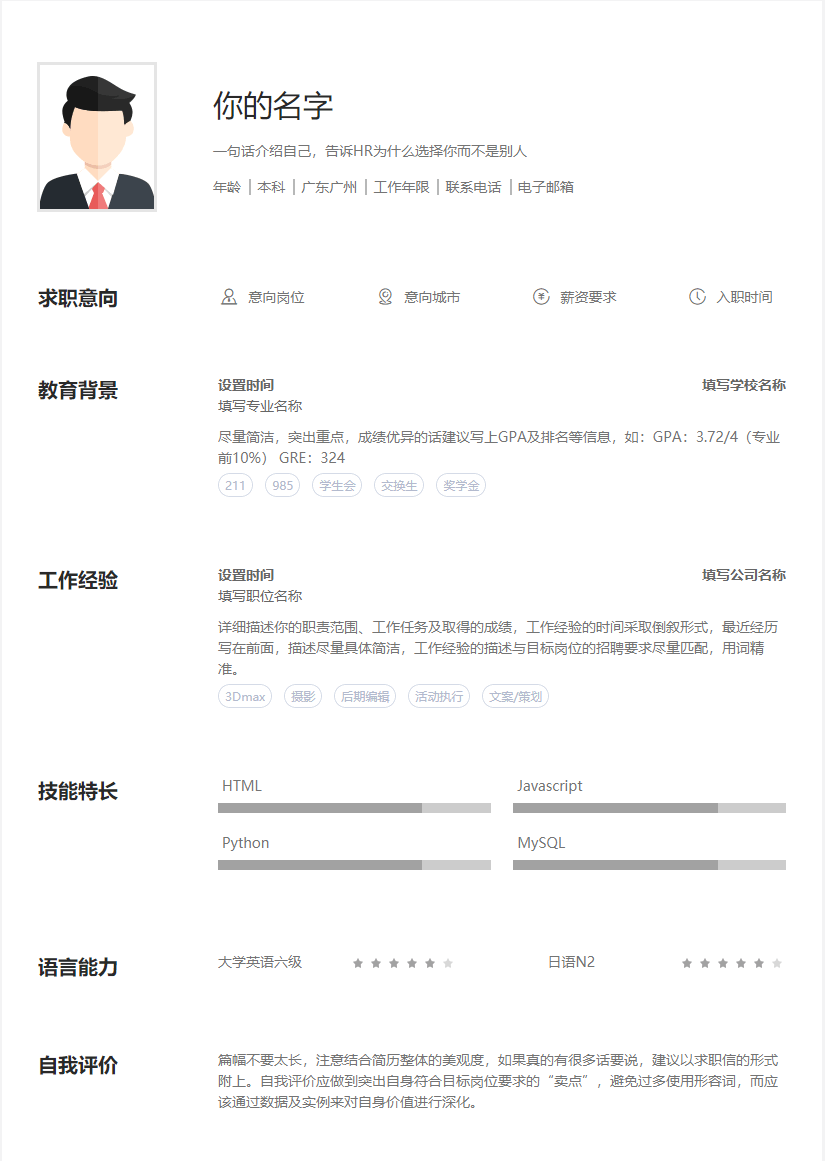 你的名字
一句话介绍自己，告诉HR为什么选择你而不是别人
年龄｜本科｜广东广州｜工作年限｜联系电话｜电子邮箱
求职意向
意向岗位 意向城市 薪资要求 入职时间
教育背景
设置时间 填写学校名称
填写专业名称
尽量简洁，突出重点，成绩优异的话建议写上GPA及排名等信息，如：GPA：3.72/4（专业
前10%） GRE：324
211 985 学生会 交换生 奖学金
工作经验
设置时间 填写公司名称
填写职位名称
详细描述你的职责范围、工作任务及取得的成绩，工作经验的时间采取倒叙形式，最近经历
写在前面，描述尽量具体简洁，工作经验的描述与目标岗位的招聘要求尽量匹配，用词精
准。
3Dmax 摄影 后期编辑 活动执行 文案/策划
技能特长
HTML Javascript
Python MySQL
语言能力
大学英语六级 日语N2
自我评价
篇幅不要太长，注意结合简历整体的美观度，如果真的有很多话要说，建议以求职信的形式
附上。自我评价应做到突出自身符合目标岗位要求的“卖点”，避免过多使用形容词，而应
该通过数据及实例来对自身价值进行深化。